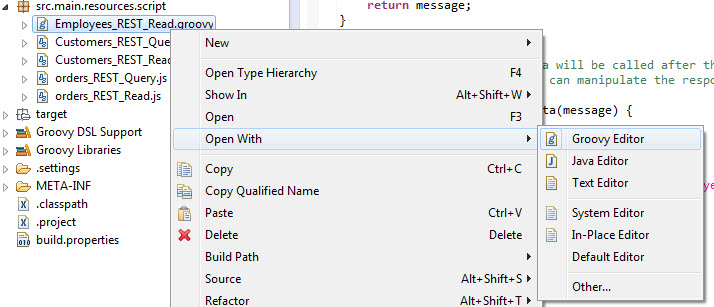 src.main.resources.script
Employees_REST_Read.groovy
Customers_REST_Que
Customers_REST_Read
orders_REST_Query.js
orders_REST_Read.js
target
Groovy DSL Support
Groovy Libraries
.settings
META-INF
.classpath
.project
build.properties
return message;
}
a will be called after th
can manipulate the respo
ta(message) {
New
Open Type Hierarchy F4
Show In Alt+Shift+W
Open F3
Open With
Copy Ctrl+C
Copy Qualified Name
Paste Ctrl+V
Delete Delete
Build Path
Source Alt+Shift+S
Refactor Alt+Shift+T
Groovy Editor
Java Editor
Text Editor
System Editor
In-Place Editor
Default Editor
Other...
ye